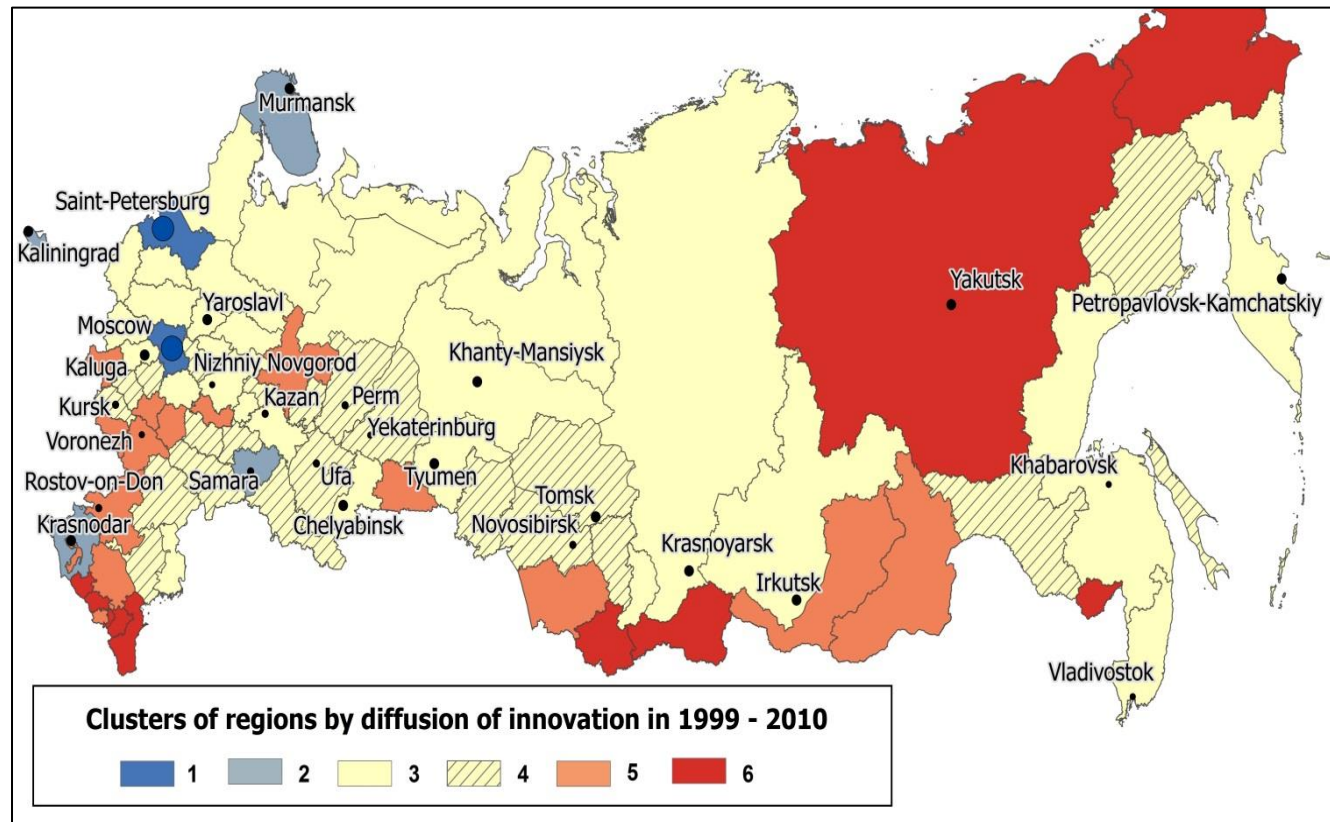 Murmansk
Saint-Petersburg
Kaliningrad
Yaroslavl
Moscow
Kaluga
Nizhniy Novgorod
Kursk
Kazan
Perm
Khanty-Mansiysk
Yakutsk
Petropavlovsk-Kamchatskiy
Voronezh
Yekaterinburg
Rostov-on-Don
Samara
Ufa
Tyumen
Khabarovsk
Krasnodar
Chelyabinsk
Tomsk
Novosibirsk
Krasnoyarsk
Irkutsk
Vladivostok
Clusters of regions by diffusion of innovation in 1999 - 2010
1 2 3 4 5 6